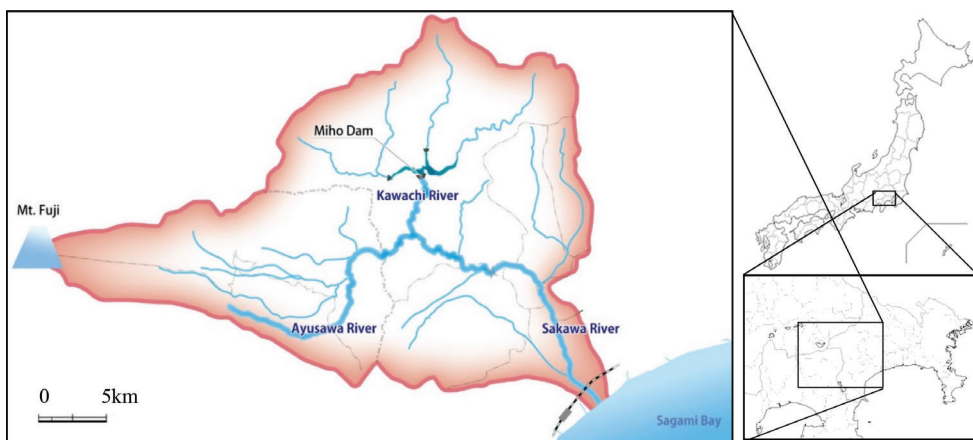 Miho Dam
Kawachi River
Mt. Fuji
Ayusawa River
Sakawa River
0 5km
Sagami Bay